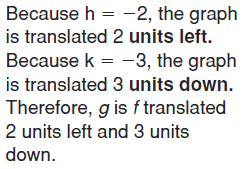 Because h = −2, the graph
is translated 2 units left.
Because k = −3, the graph
is translated 3 units down.
Therefore, g is f translated
2 units left and 3 units
down.